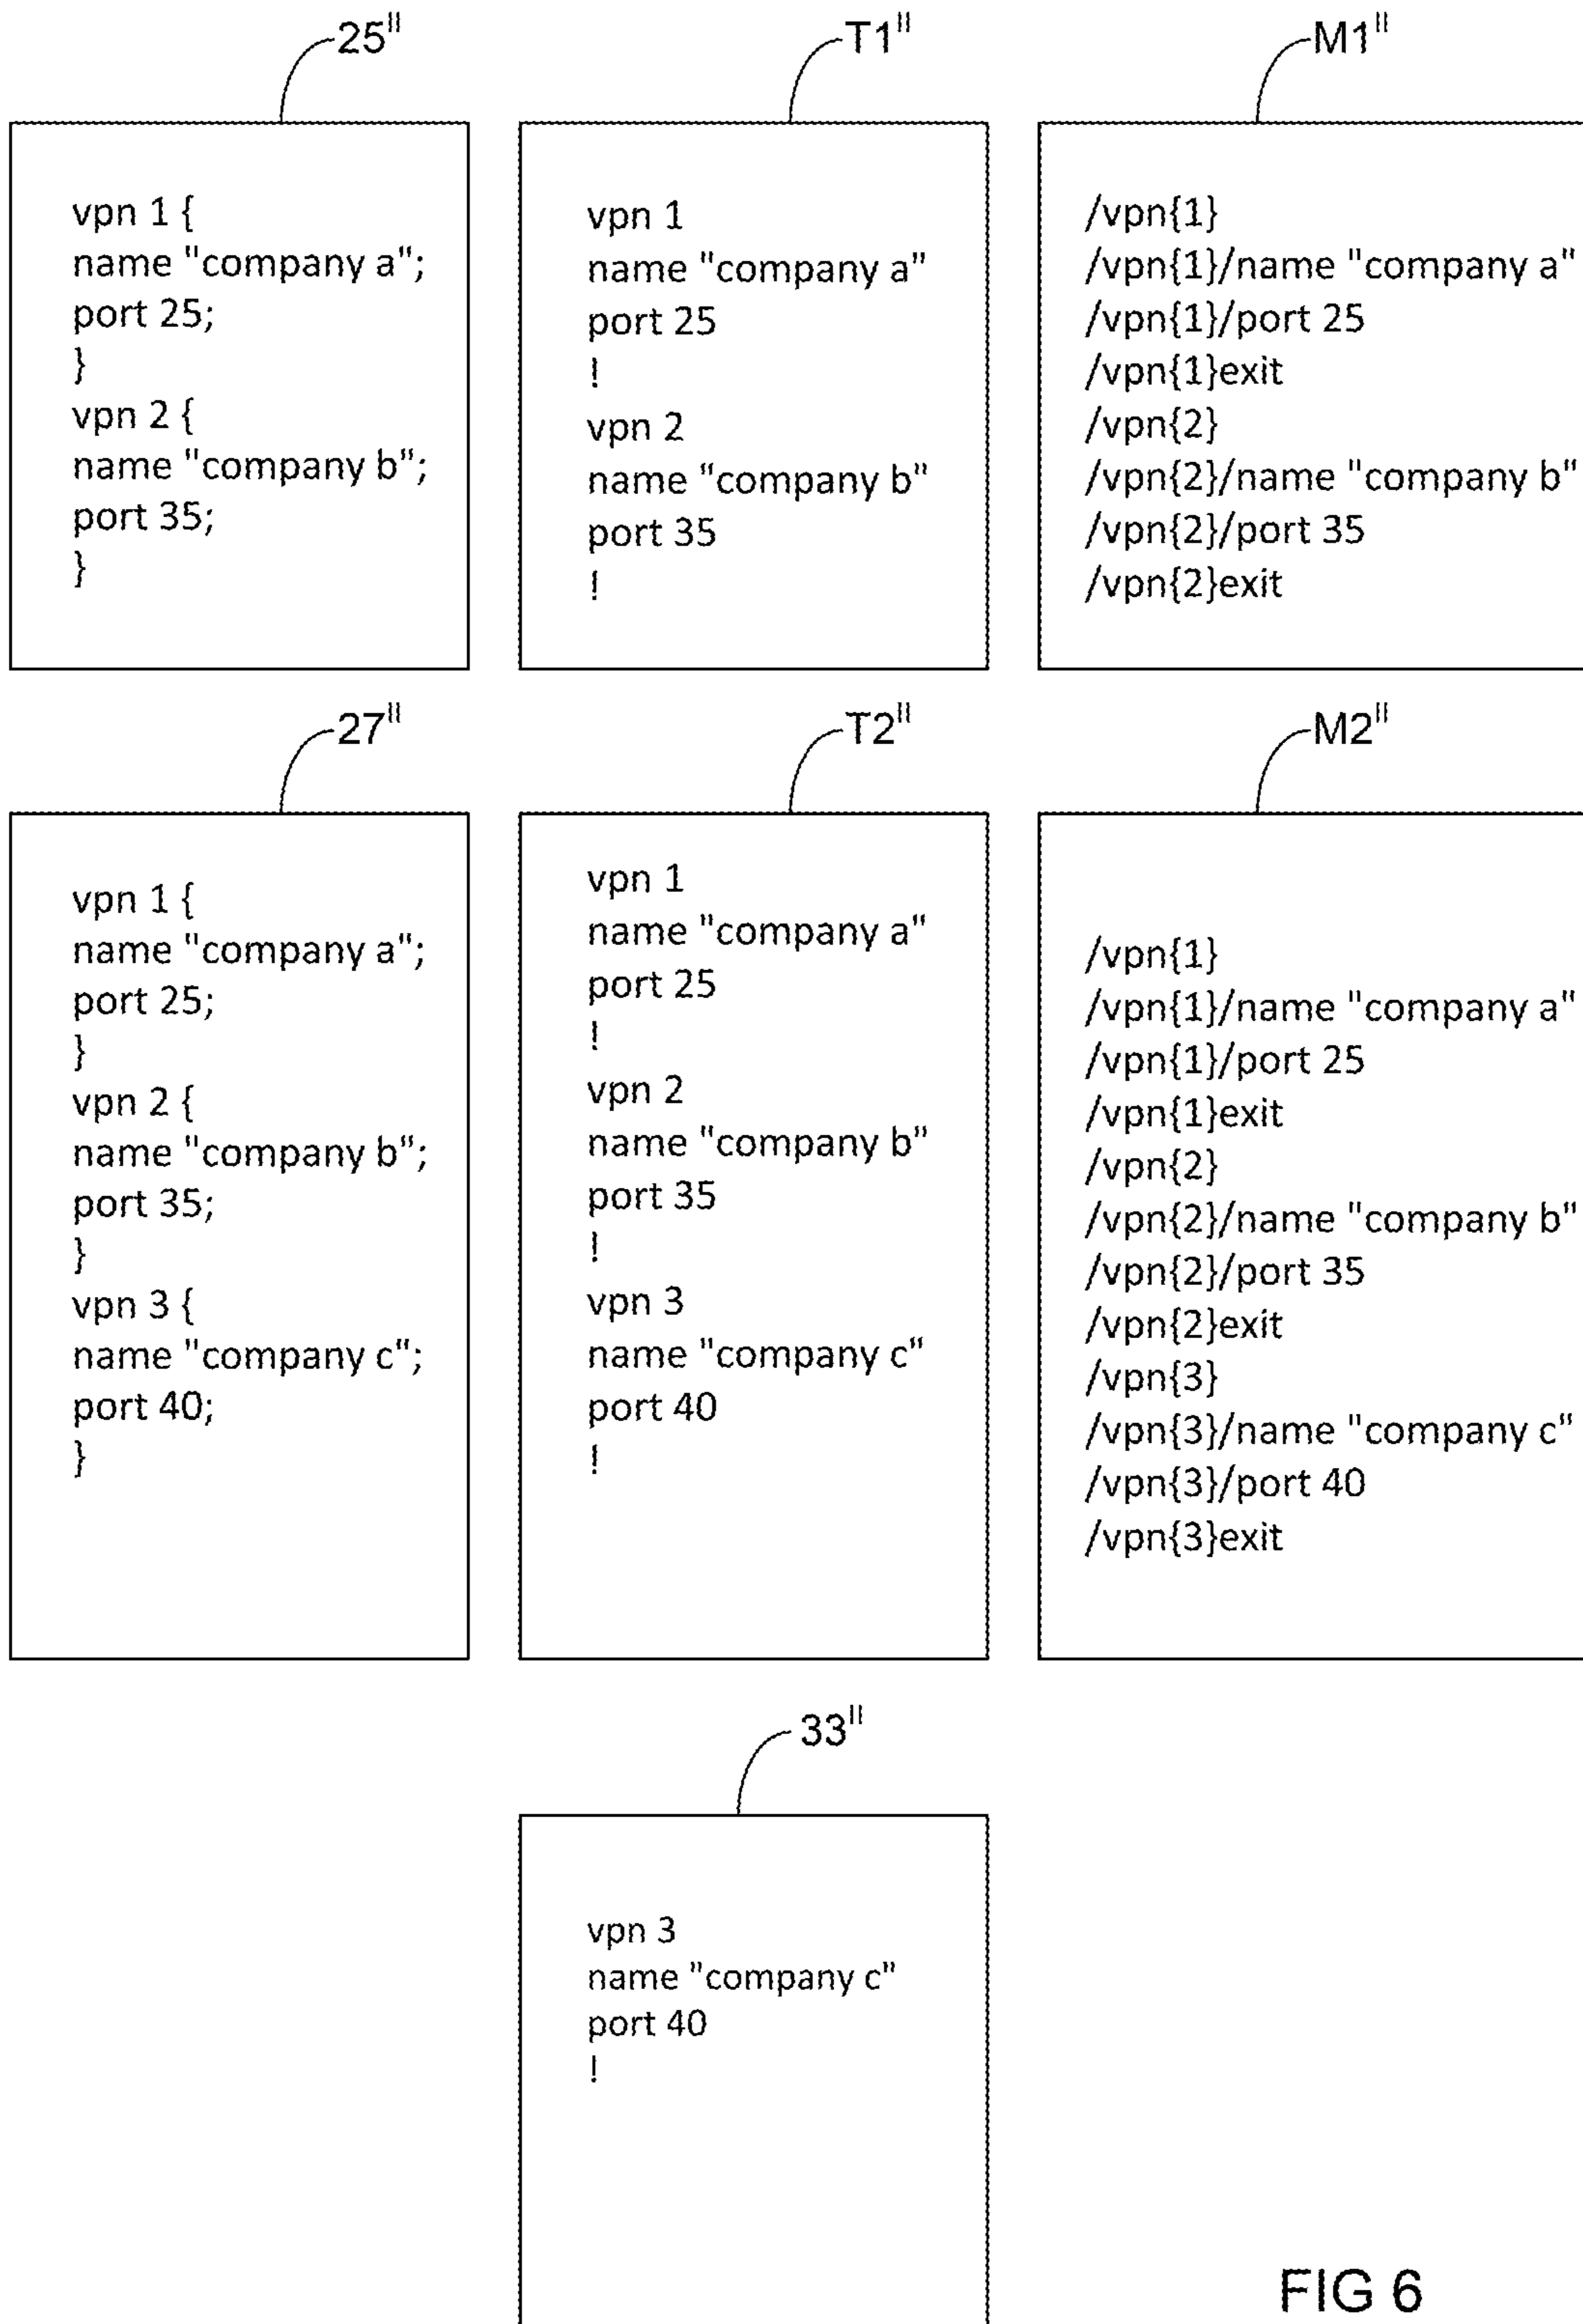 25"
vpn 1 {
name "company a";
port 25;
}
vpn 2 {
name "company b";
port 35;
}
T1"
vpn 1
name "company a"
port 25
!
vpn 2
name "company b"
port 35
!
M1"
/vpn{1}
/vpn{1}/name "company a"
/vpn{1}/port 25
/vpn{1}exit
/vpn{2}
/vpn{2}/name "company b"
/vpn{2}/port 35
/vpn{2}exit
27"
vpn 1 {
name "company a";
port 25;
}
vpn 2 {
name "company b";
port 35;
}
vpn 3 {
name "company c";
port 40;
}
T2"
vpn 1
name "company a"
port 25
!
vpn 2
name "company b"
port 35
!
vpn 3
name "company c"
port 40
!
M2"
/vpn{1}
/vpn{1}/name "company a"
/vpn{1}/port 25
/vpn{1}exit
/vpn{2}
/vpn{2}/name "company b"
/vpn{2}/port 35
/vpn{2}exit
/vpn{3}
/vpn{3}/name "company c"
/vpn{3}/port 40
/vpn{3}exit
33"
vpn 3
name "company c"
port 40
!
FIG 6